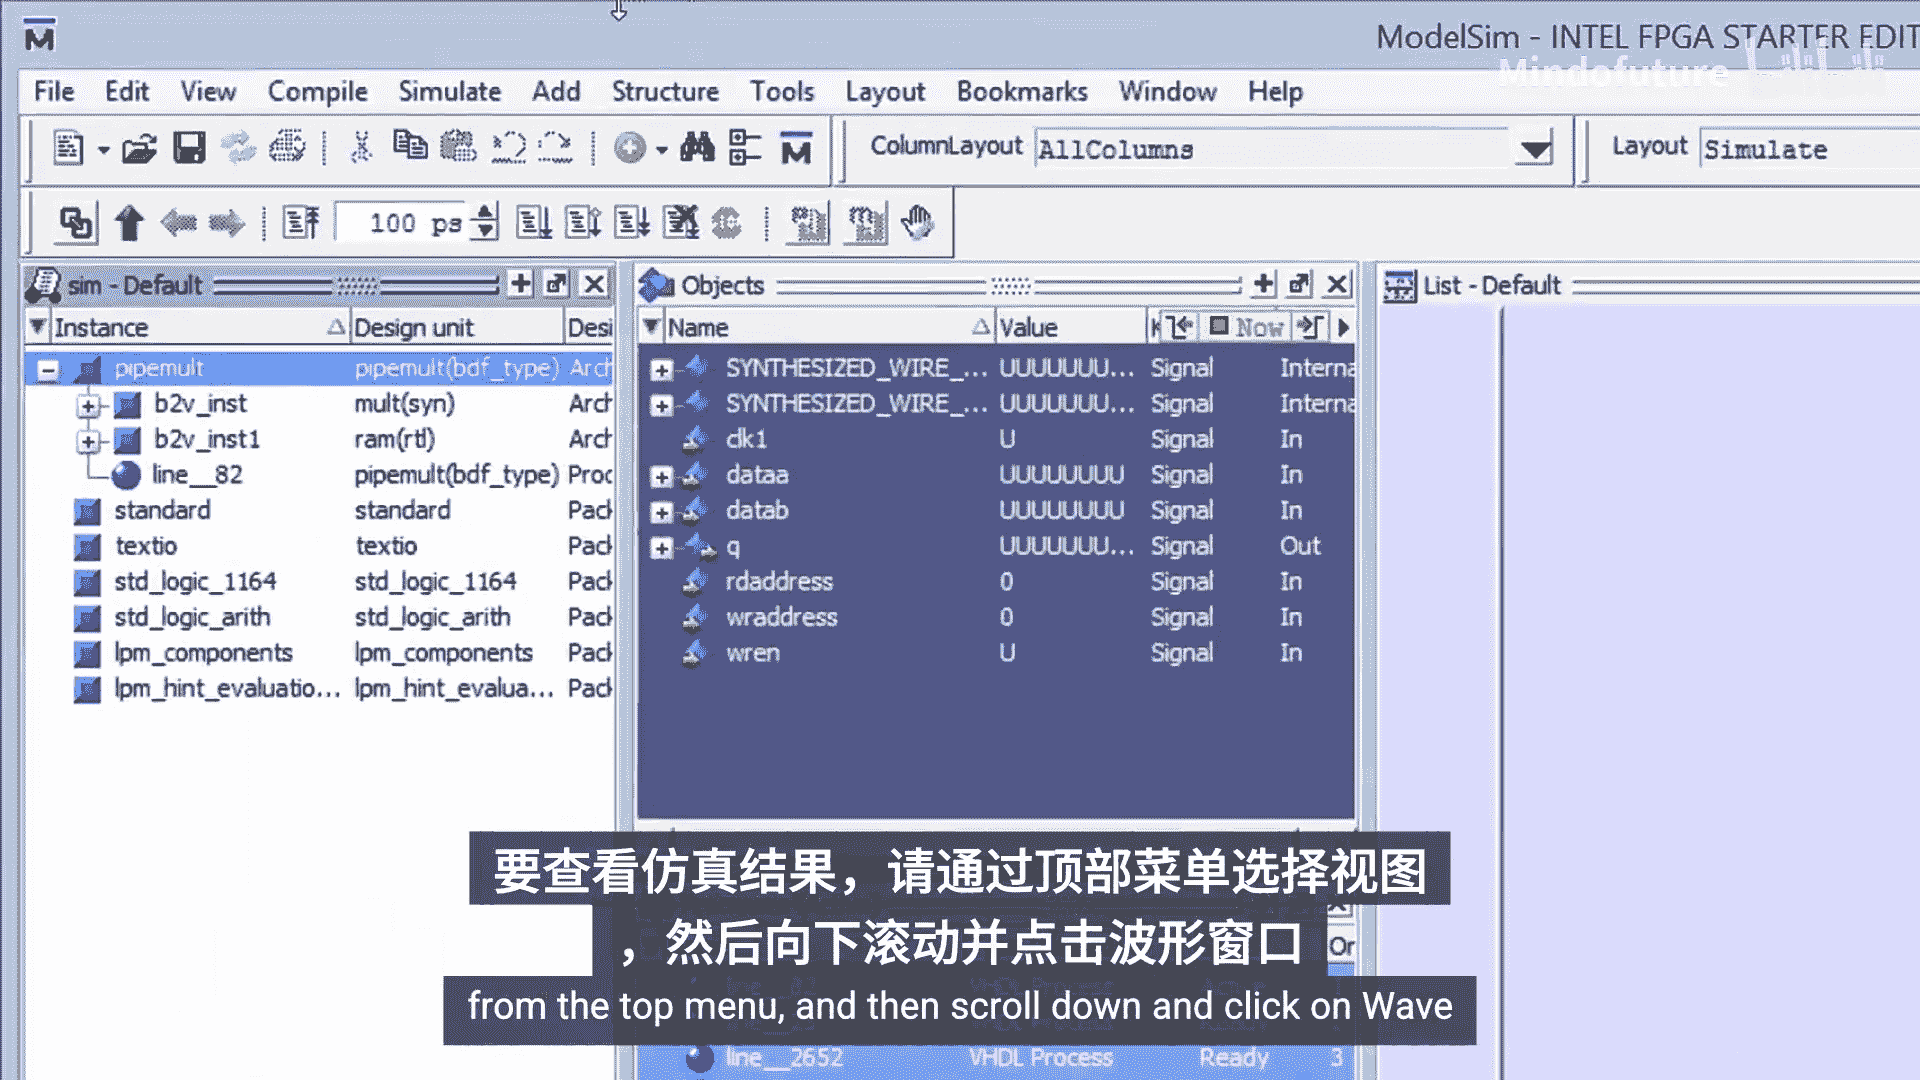 ModelSim - INTEL FPGA STARTER EDIT
Mindofuture
File Edit View Compile Simulate Add Structure Tools Layout Bookmarks Window Help
ColumnLayout AllColumns Layout Simulate
100 ps
sim - Default
Instance Design unit Desi
pipemult pipemult(bdf_type) Arch
b2v_inst mult(syn) Arch
b2v_inst1 ram(rtl) Arch
line__82 pipemult(bdf_type) Proc
standard standard Pack
textio textio Pack
std_logic_1164 std_logic_1164 Pack
std_logic_arith std_logic_arith Pack
lpm_components lpm_components Pack
lpm_hint_evaluatio... lpm_hint_evalua... Pack
Objects
Name Value Now
SYNTHESIZED_WIRE_... UUUUUUU... Signal Interna
SYNTHESIZED_WIRE_... UUUUUUU... Signal Interna
clk1 U Signal In
dataa UUUUUUUU Signal In
datab UUUUUUUU Signal In
q UUUUUUU... Signal Out
rdaddress 0 Signal In
wraddress 0 Signal In
wren U Signal In
List - Default
要查看仿真结果，请通过顶部菜单选择视图
，然后向下滚动并点击波形窗口
from the top menu, and then scroll down and click on Wave
line__2652 VHDL Process Ready 3